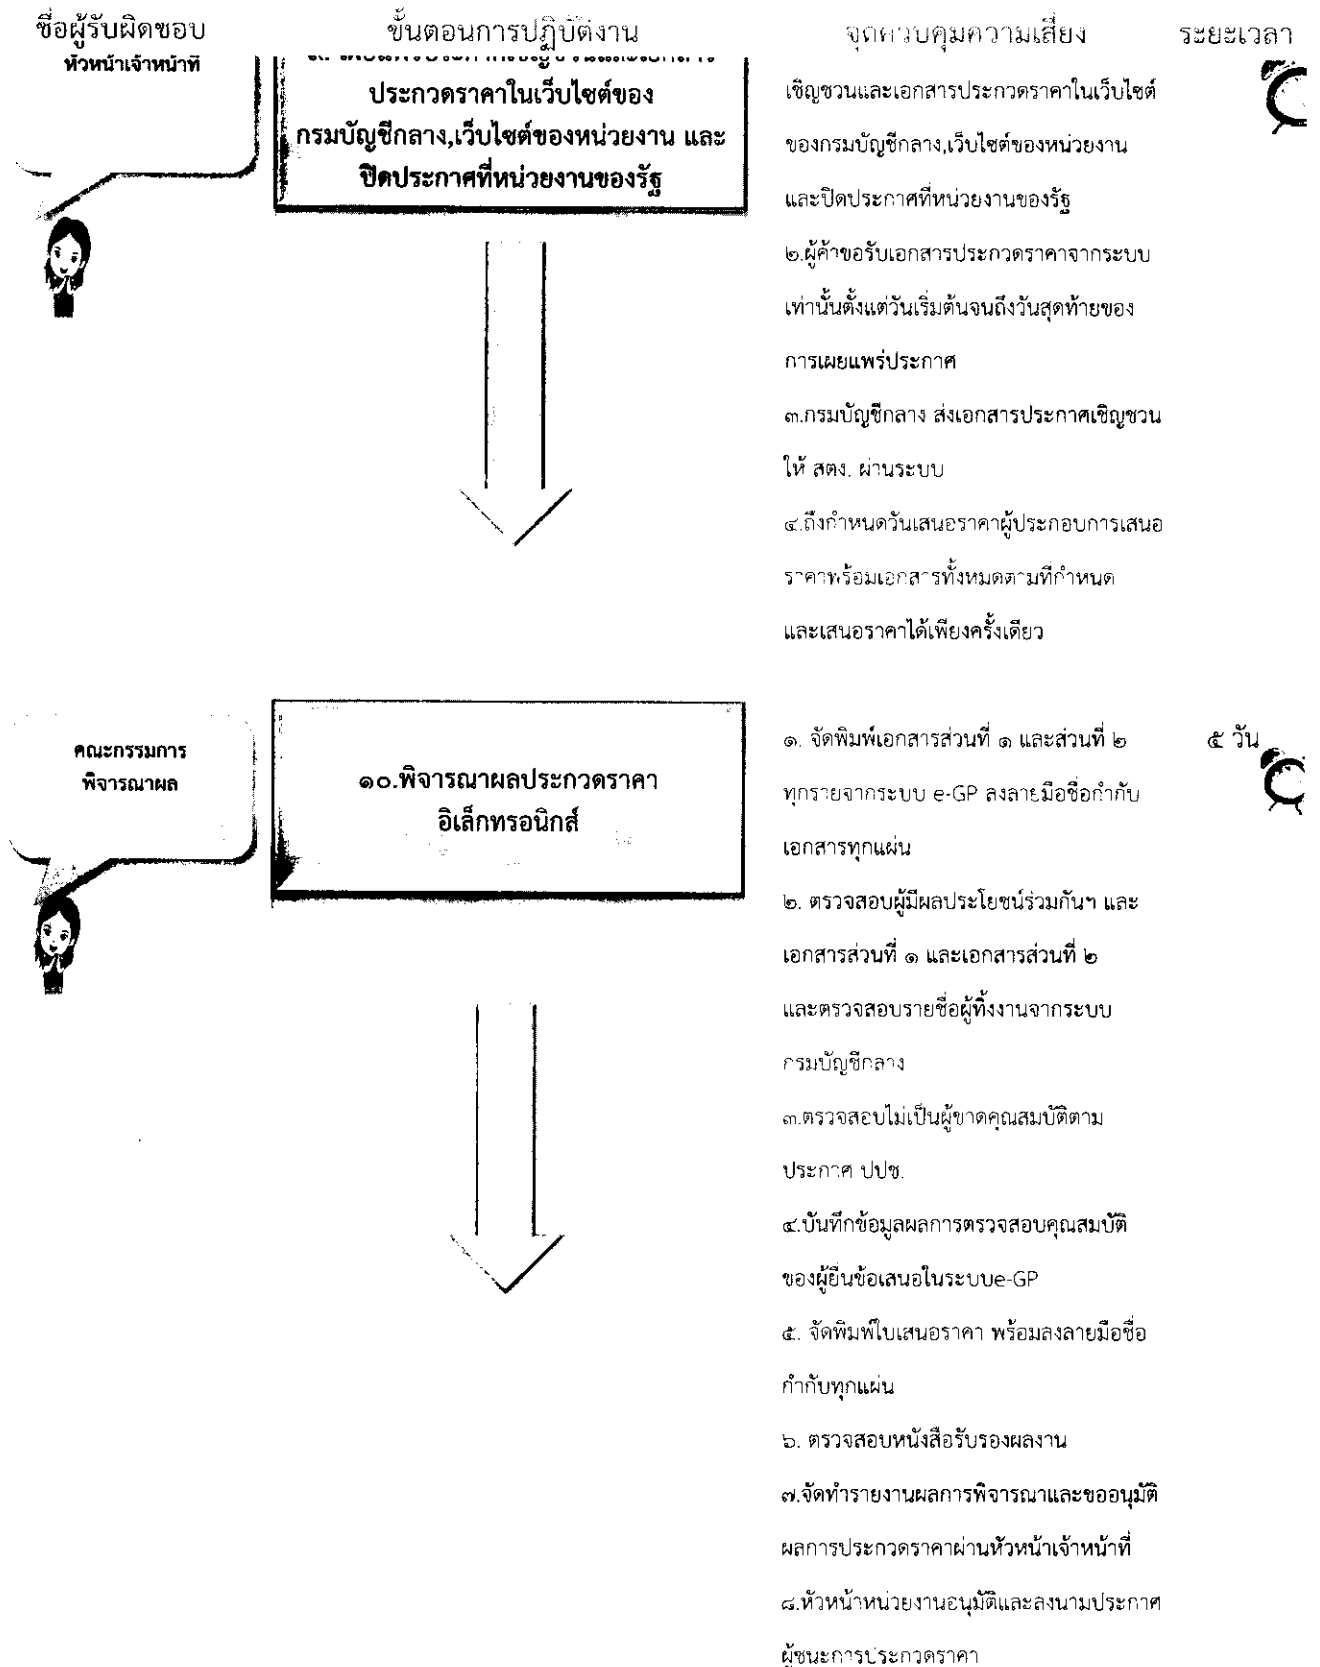 ชื่อผู้รับผิดชอบ
ขั้นตอนการปฏิบัติงาน
จุดควบคุมความเสี่ยง
ระยะเวลา
หัวหน้าเจ้าหน้าที่
ประกวดราคาในเว็บไซต์ของ
กรมบัญชีกลาง,เว็บไซต์ของหน่วยงาน และ
ปิดประกาศที่หน่วยงานของรัฐ
เชิญชวนและเอกสารประกวดราคาในเว็บไซต์
ของกรมบัญชีกลาง,เว็บไซต์ของหน่วยงาน
และปิดประกาศที่หน่วยงานของรัฐ
๒.ผู้ค้าขอรับเอกสารประกวดราคาจากระบบ
เท่านั้นตั้งแต่วันเริ่มต้นจนถึงวันสุดท้ายของ
การเผยแพร่ประกาศ
๓.กรมบัญชีกลาง ส่งเอกสารประกาศเชิญชวน
ให้ สตง. ผ่านระบบ
๔.ถึงกำหนดวันเสนอราคาผู้ประกอบการเสนอ
ราคาพร้อมเอกสารทั้งหมดตามที่กำหนด
และเสนอราคาได้เพียงครั้งเดียว
คณะกรรมการ
พิจารณาผล
๑๐.พิจารณาผลประกวดราคา
อิเล็กทรอนิกส์
๑. จัดพิมพ์เอกสารส่วนที่ ๑ และส่วนที่ ๒
ทุกรายจากระบบ e-GP ลงลายมือชื่อกำกับ
เอกสารทุกแผ่น
๒. ตรวจสอบผู้มีผลประโยชน์ร่วมกันฯ และ
เอกสารส่วนที่ ๑ และเอกสารส่วนที่ ๒
และตรวจสอบรายชื่อผู้ทิ้งงานจากระบบ
กรมบัญชีกลาง
๓.ตรวจสอบไม่เป็นผู้ขาดคุณสมบัติตาม
ประกาศ ปปช.
๔.บันทึกข้อมูลผลการตรวจสอบคุณสมบัติ
ของผู้ยื่นข้อเสนอในระบบe-GP
๕. จัดพิมพ์ใบเสนอราคา พร้อมลงลายมือชื่อ
กำกับทุกแผ่น
๖. ตรวจสอบหนังสือรับรองผลงาน
๗.จัดทำรายงานผลการพิจารณาและขออนุมัติ
ผลการประกวดราคาผ่านหัวหน้าเจ้าหน้าที่
๘.หัวหน้าหน่วยงานอนุมัติและลงนามประกาศ
ผู้ชนะการประกวดราคา
๕ วัน